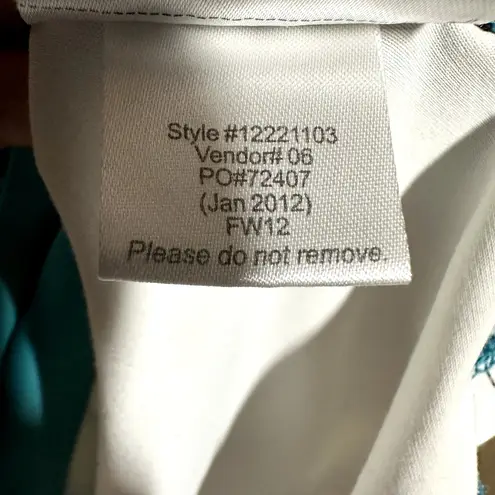 Style #12221103
Vendor# 06
PO#72407
(Jan 2012)
FW12
Please do not remove.